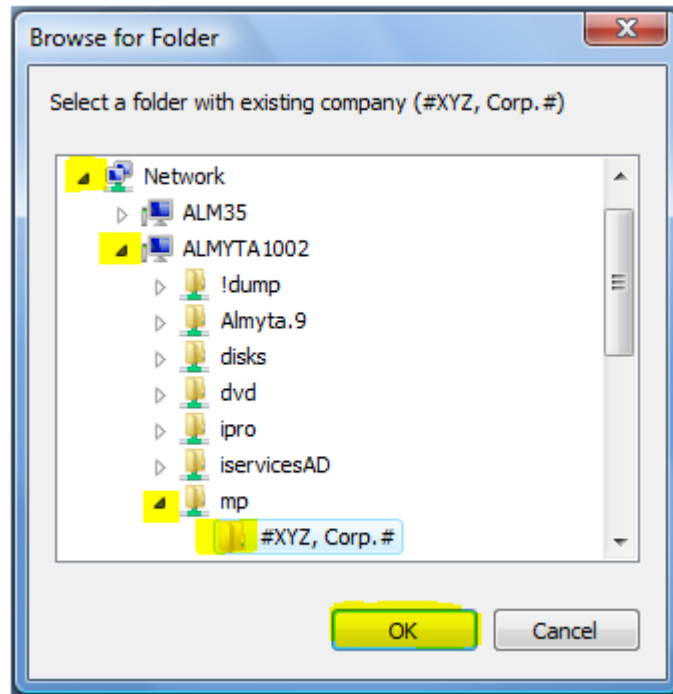 Browse for Folder
Select a folder with existing company (#XYZ, Corp.#)
Network
ALM35
ALMYTA1002
!dump
Almyta.9
disks
dvd
ipro
iservicesAD
mp
#XYZ, Corp.#
OK Cancel